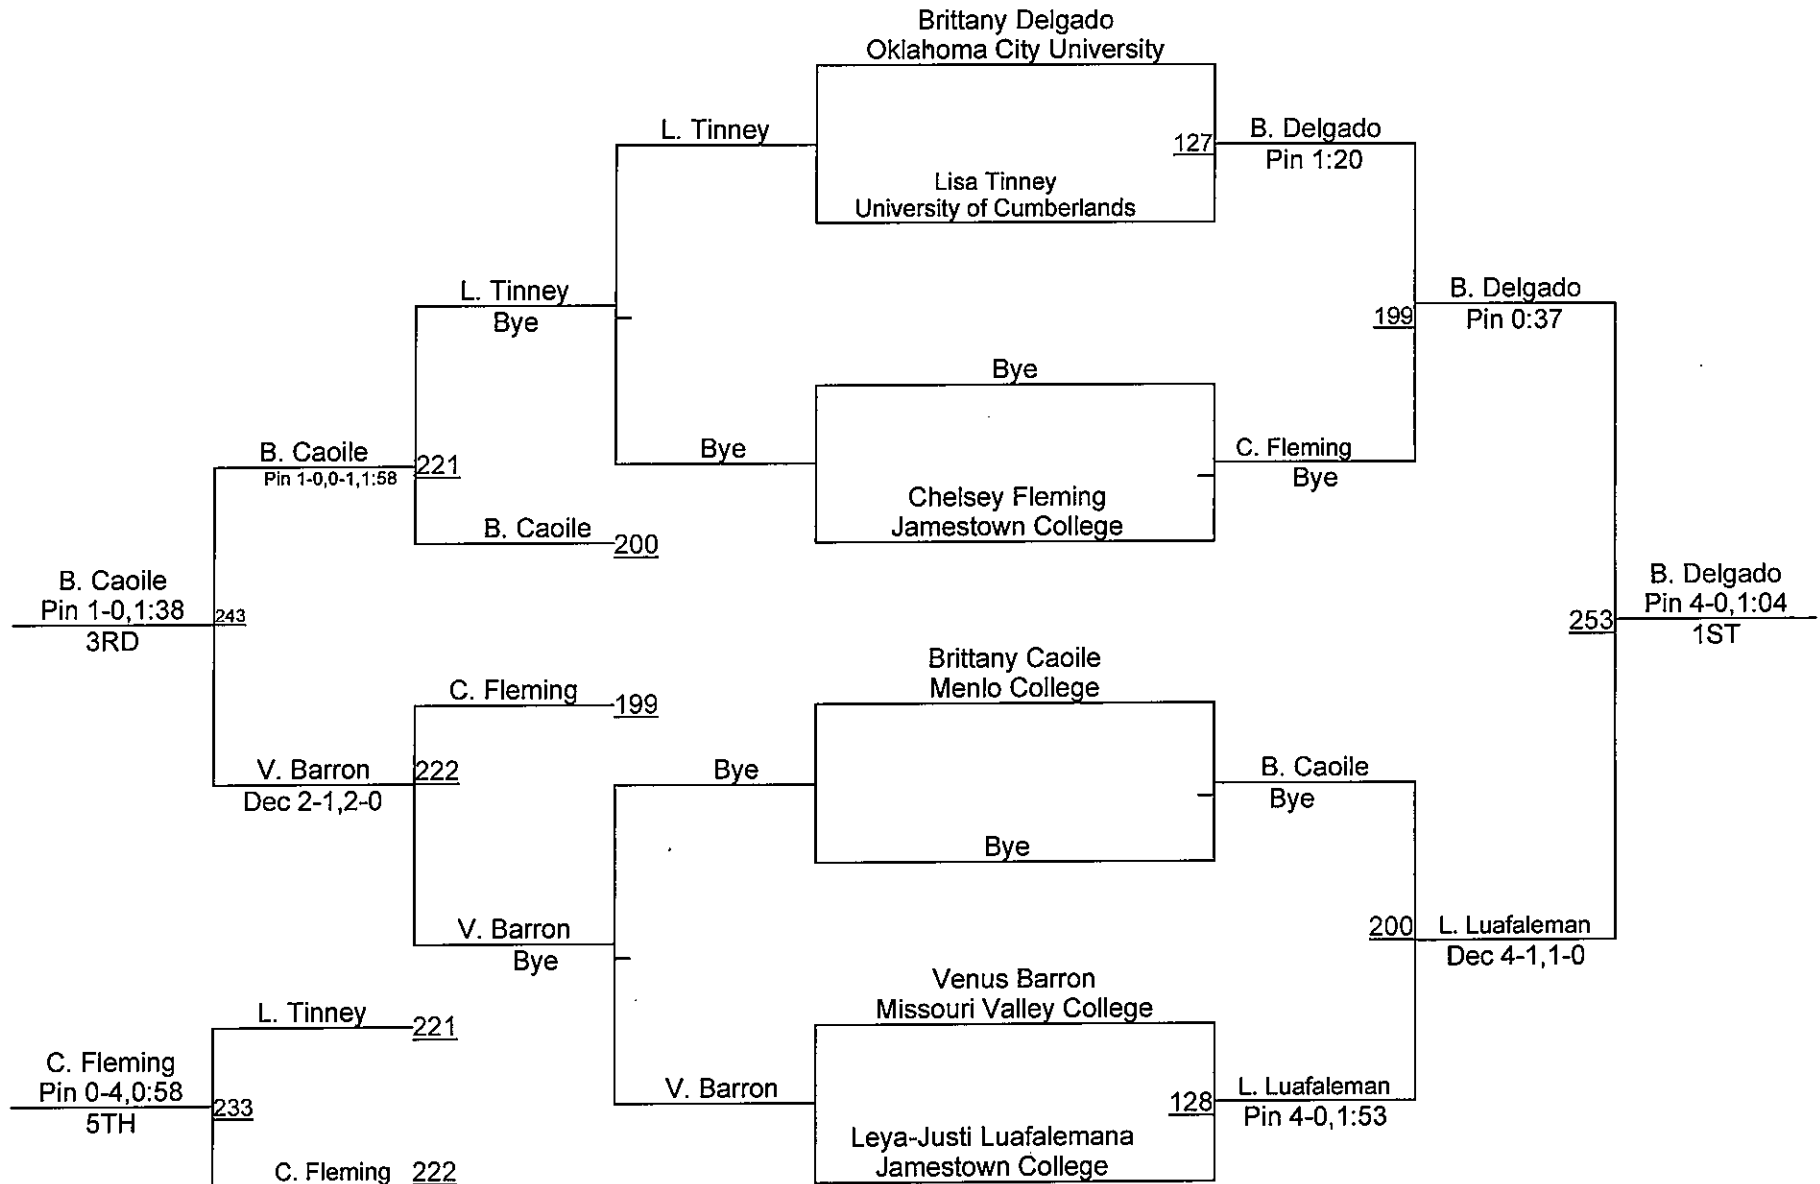 Brittany Delgado
Oklahoma City University
L. Tinney
127
B. Delgado
Pin 1:20
Lisa Tinney
University of Cumberlands
L. Tinney
Bye
199
B. Delgado
Pin 0:37
Bye
B. Caoile
Pin 1-0,0-1,1:58
221
Bye
C. Fleming
Bye
Chelsey Fleming
Jamestown College
B. Caoile
200
B. Caoile
Pin 1-0,1:38
3RD
243
253
B. Delgado
Pin 4-0,1:04
1ST
Brittany Caoile
Menlo College
C. Fleming
199
V. Barron
Dec 2-1,2-0
222
Bye
B. Caoile
Bye
Bye
V. Barron
Bye
200
L. Luafaleman
Dec 4-1,1-0
Venus Barron
Missouri Valley College
L. Tinney
221
C. Fleming
Pin 0-4,0:58
5TH
233
V. Barron
128
L. Luafaleman
Pin 4-0,1:53
Leya-Justi Luafalemana
Jamestown College
C. Fleming
222